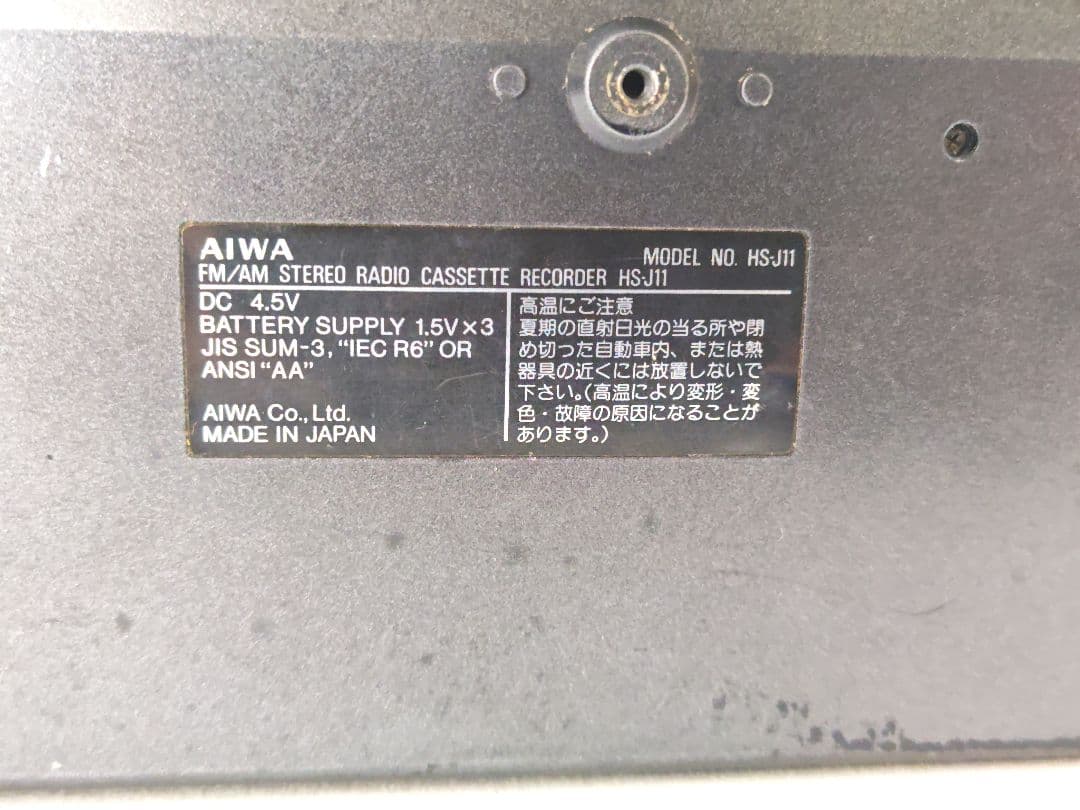 AIWA
MODEL NO. HS-J11
FM/AM STEREO RADIO CASSETTE RECORDER HS-J11
DC 4.5V
BATTERY SUPPLY 1.5V×3
JIS SUM-3, "IEC R6" OR
ANSI "AA"
AIWA Co., Ltd.
MADE IN JAPAN
高温にご注意
夏期の直射日光の当る所や閉
め切った自動車内、または熱
器具の近くには放置しないで
下さい。(高温により変形・変
色・故障の原因になることが
あります。)